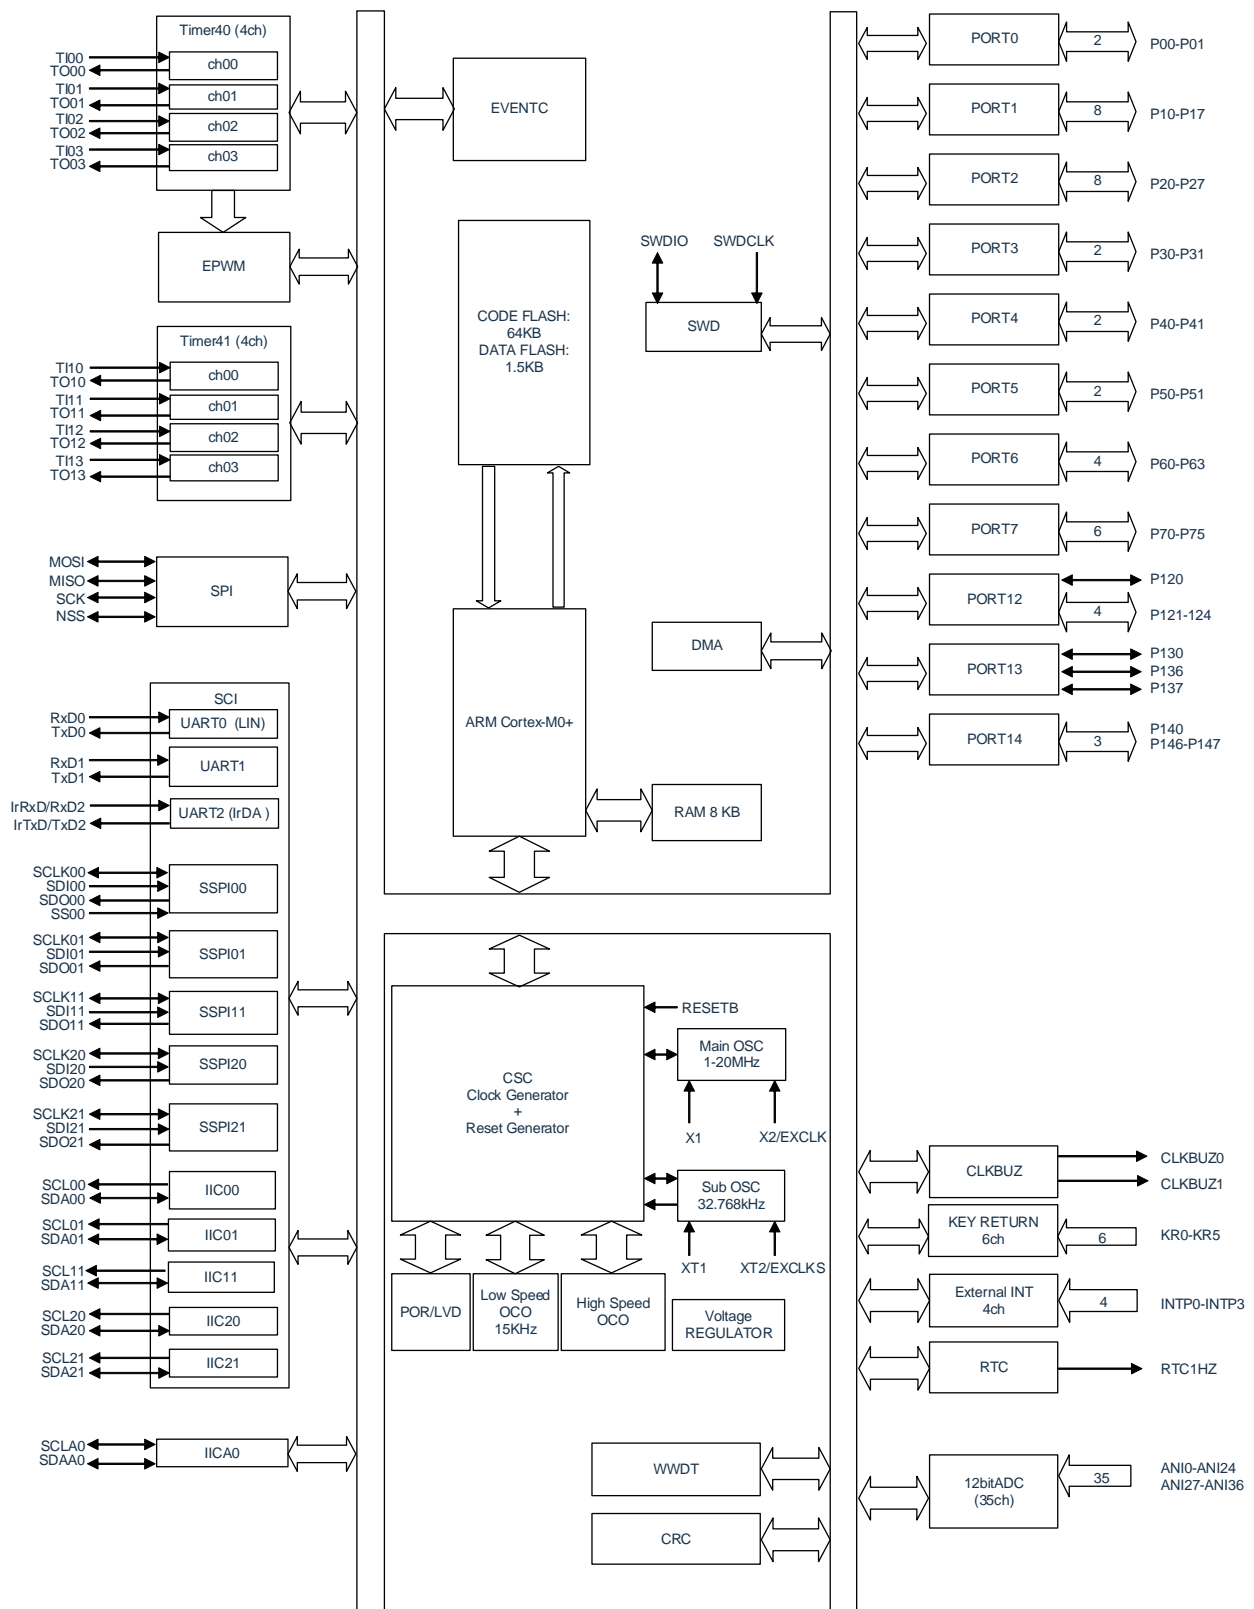 Timer40 (4ch)
TI00
TO00
ch00
TI01
TO01
ch01
TI02
TO02
ch02
TI03
TO03
ch03
EPWM
Timer41 (4ch)
TI10
TO10
ch00
TI11
TO11
ch01
TI12
TO12
ch02
TI13
TO13
ch03
MOSI
MISO
SCK
NSS
SPI
SCI
RxD0
TxD0
UART0 (LIN)
RxD1
TxD1
UART1
IrRxD/RxD2
IrTxD/TxD2
UART2 (IrDA )
SCLK00
SDI00
SDO00
SS00
SSPI00
SCLK01
SDI01
SDO01
SSPI01
SCLK11
SDI11
SDO11
SSPI11
SCLK20
SDI20
SDO20
SSPI20
SCLK21
SDI21
SDO21
SSPI21
SCL00
SDA00
IIC00
SCL01
SDA01
IIC01
SCL11
SDA11
IIC11
SCL20
SDA20
IIC20
SCL21
SDA21
IIC21
SCLA0
SDAA0
IICA0
EVENTC
CODE FLASH:
64KB
DATA FLASH:
1.5KB
SWDIO
SWDCLK
SWD
DMA
ARM Cortex-M0+
RAM 8 KB
CSC
Clock Generator
+
Reset Generator
RESETB
Main OSC
1-20MHz
X1
X2/EXCLK
Sub OSC
32.768kHz
XT1
XT2/EXCLKS
POR/LVD
Low Speed
OCO
15KHz
High Speed
OCO
Voltage
REGULATOR
WWDT
CRC
PORT0
2
P00-P01
PORT1
8
P10-P17
PORT2
8
P20-P27
PORT3
2
P30-P31
PORT4
2
P40-P41
PORT5
2
P50-P51
PORT6
4
P60-P63
PORT7
6
P70-P75
PORT12
P120
4
P121-124
PORT13
P130
P136
P137
PORT14
3
P140
P146-P147
CLKBUZ
CLKBUZ0
CLKBUZ1
KEY RETURN
6ch
6
KR0-KR5
External INT
4ch
4
INTP0-INTP3
RTC
RTC1HZ
12bitADC
(35ch)
35
ANI0-ANI24
ANI27-ANI36